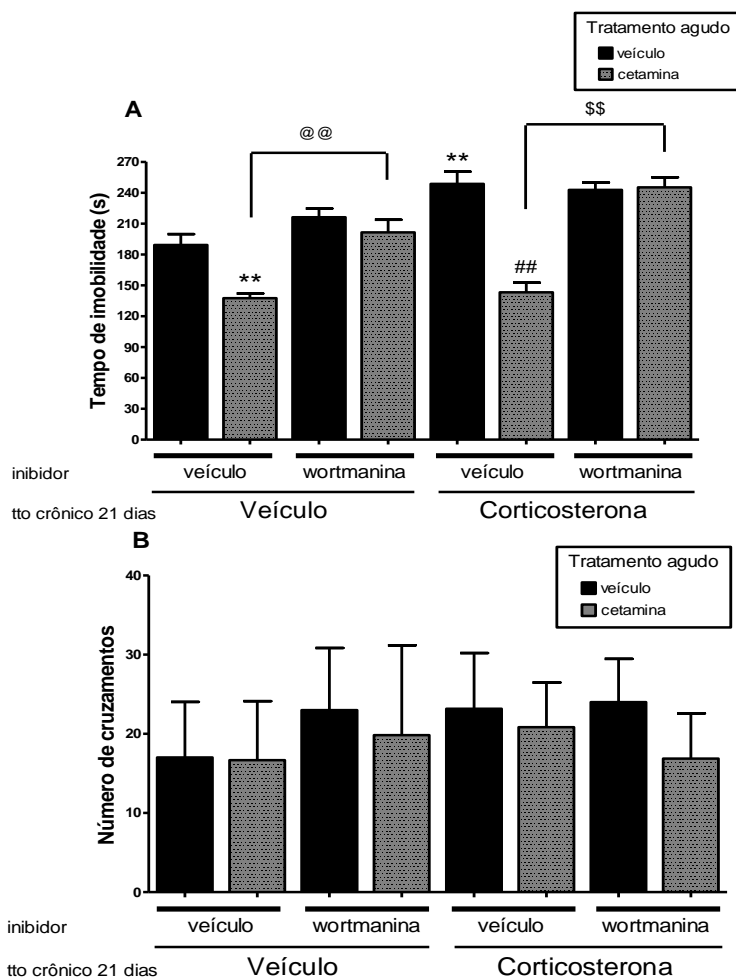 Tratamento agudo
veículo
cetamina
A
@@
$$
**
**
##
Tempo de imobilidade (s)
270
240
210
180
150
120
90
60
30
0
inibidor
veículo
wortmanina
veículo
wortmanina
tto crônico 21 dias
Veículo
Corticosterona
B
Tratamento agudo
veículo
cetamina
Número de cruzamentos
40
30
20
10
0
inibidor
veículo
wortmanina
veículo
wortmanina
tto crônico 21 dias
Veículo
Corticosterona